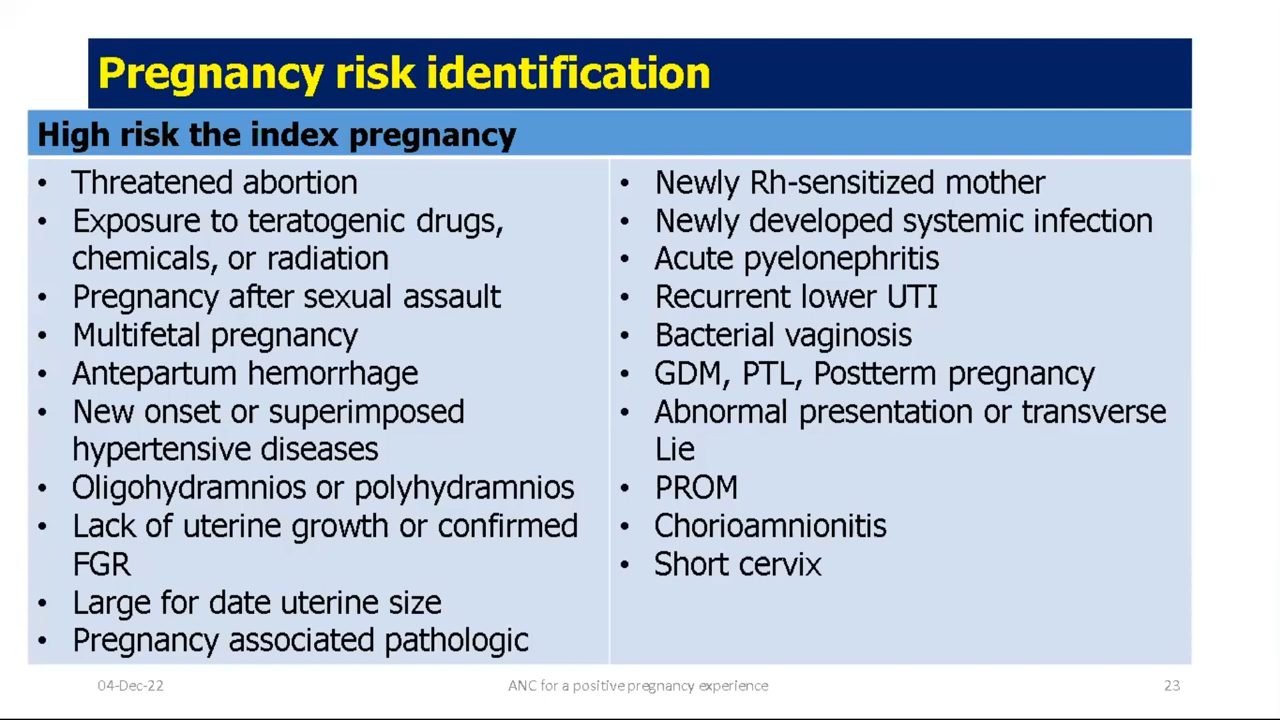 Pregnancy risk identification
High risk the index pregnancy
• Threatened abortion
• Exposure to teratogenic drugs,
chemicals, or radiation
• Pregnancy after sexual assault
• Multifetal pregnancy
• Antepartum hemorrhage
• New onset or superimposed
hypertensive diseases
• Oligohydramnios or polyhydramnios
• Lack of uterine growth or confirmed
FGR
• Large for date uterine size
• Pregnancy associated pathologic
• Newly Rh-sensitized mother
• Newly developed systemic infection
• Acute pyelonephritis
• Recurrent lower UTI
• Bacterial vaginosis
• GDM, PTL, Postterm pregnancy
• Abnormal presentation or transverse
Lie
• PROM
• Chorioamnionitis
• Short cervix
04-Dec-22
ANC for a positive pregnancy experience
23